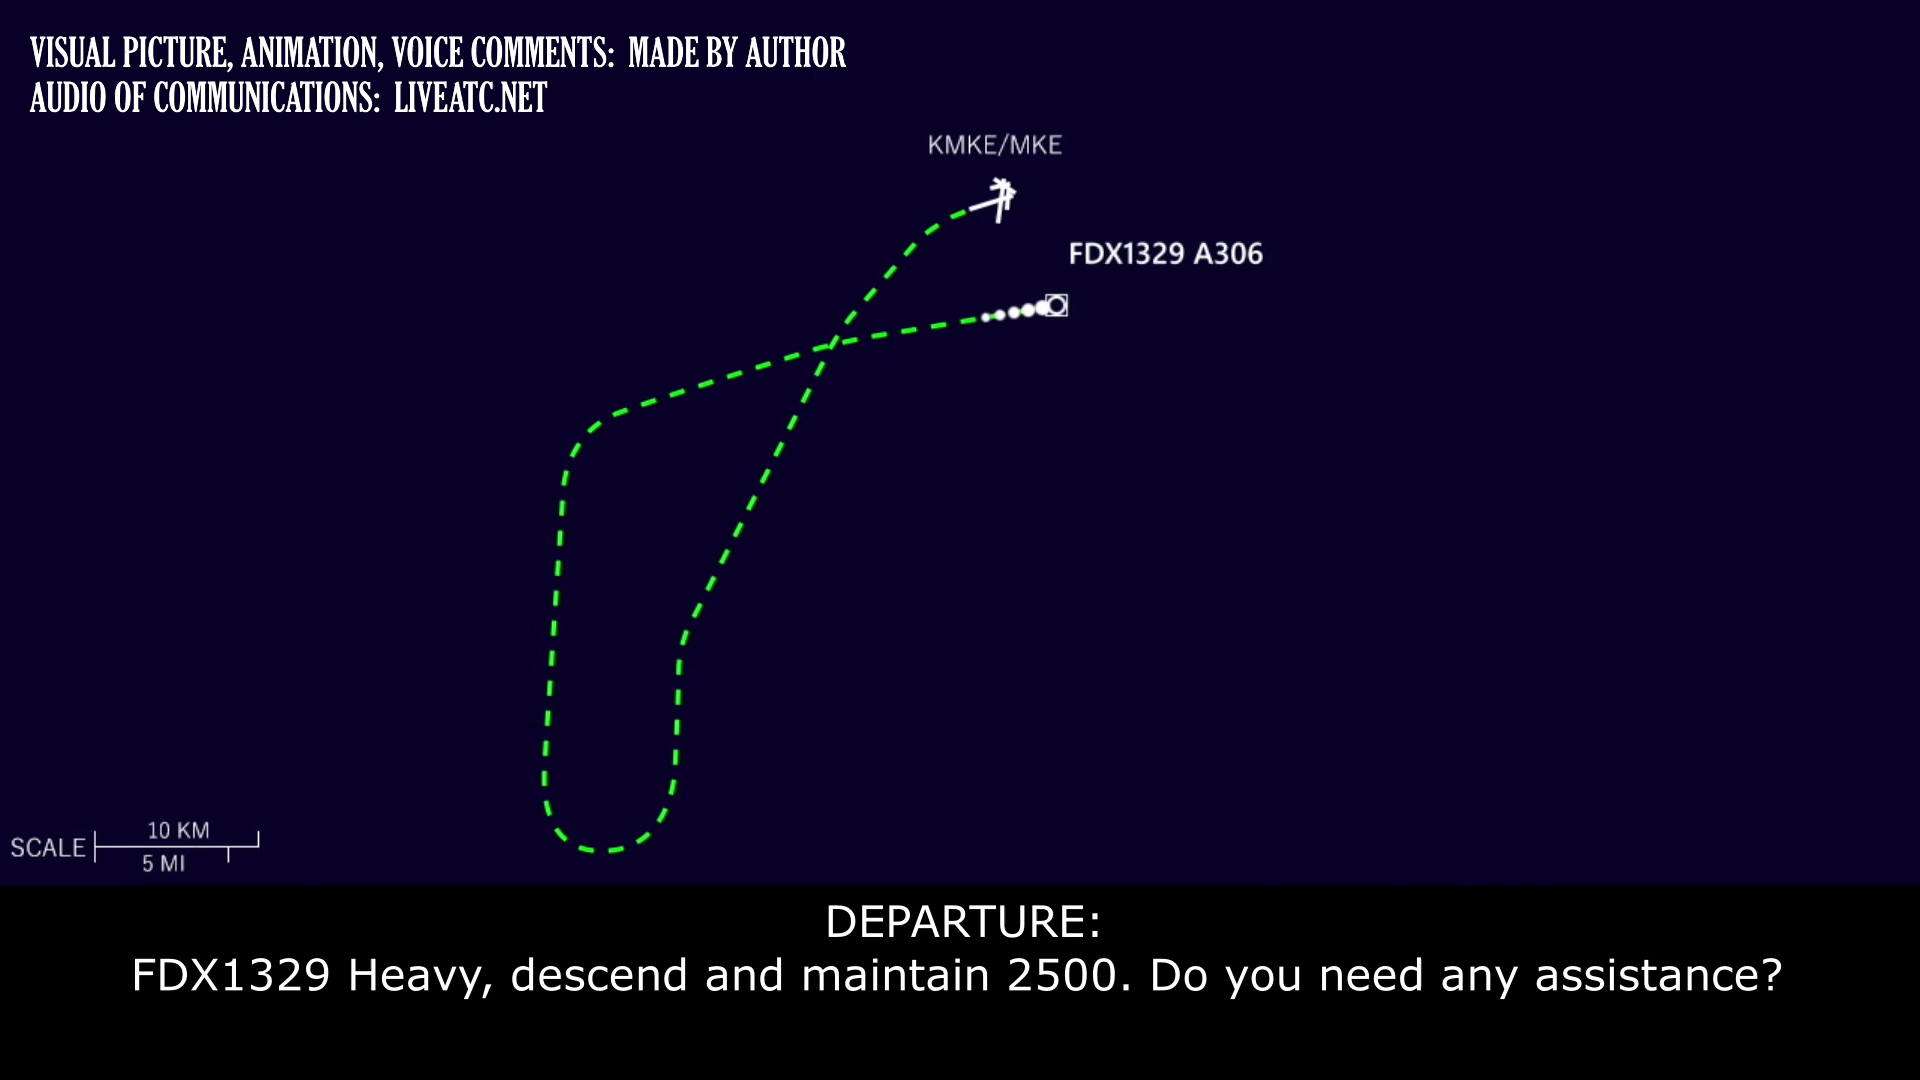 VISUAL PICTURE, ANIMATION, VOICE COMMENTS: MADE BY AUTHOR
AUDIO OF COMMUNICATIONS: LIVEATC.NET
KMKE/MKE
FDX1329 A306
10 KM
SCALE
5 MI
DEPARTURE:
FDX1329 Heavy, descend and maintain 2500. Do you need any assistance?